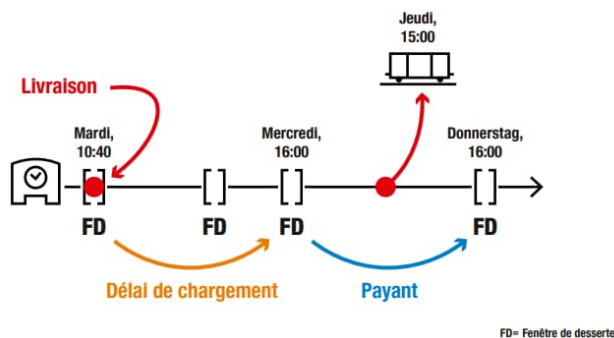 Jeudi,
15:00
Livraison
Mardi,
10:40
Mercredi,
16:00
Donnerstag,
16:00
FD
FD
FD
FD
Délai de chargement
Payant
FD= Fenêtre de desserte